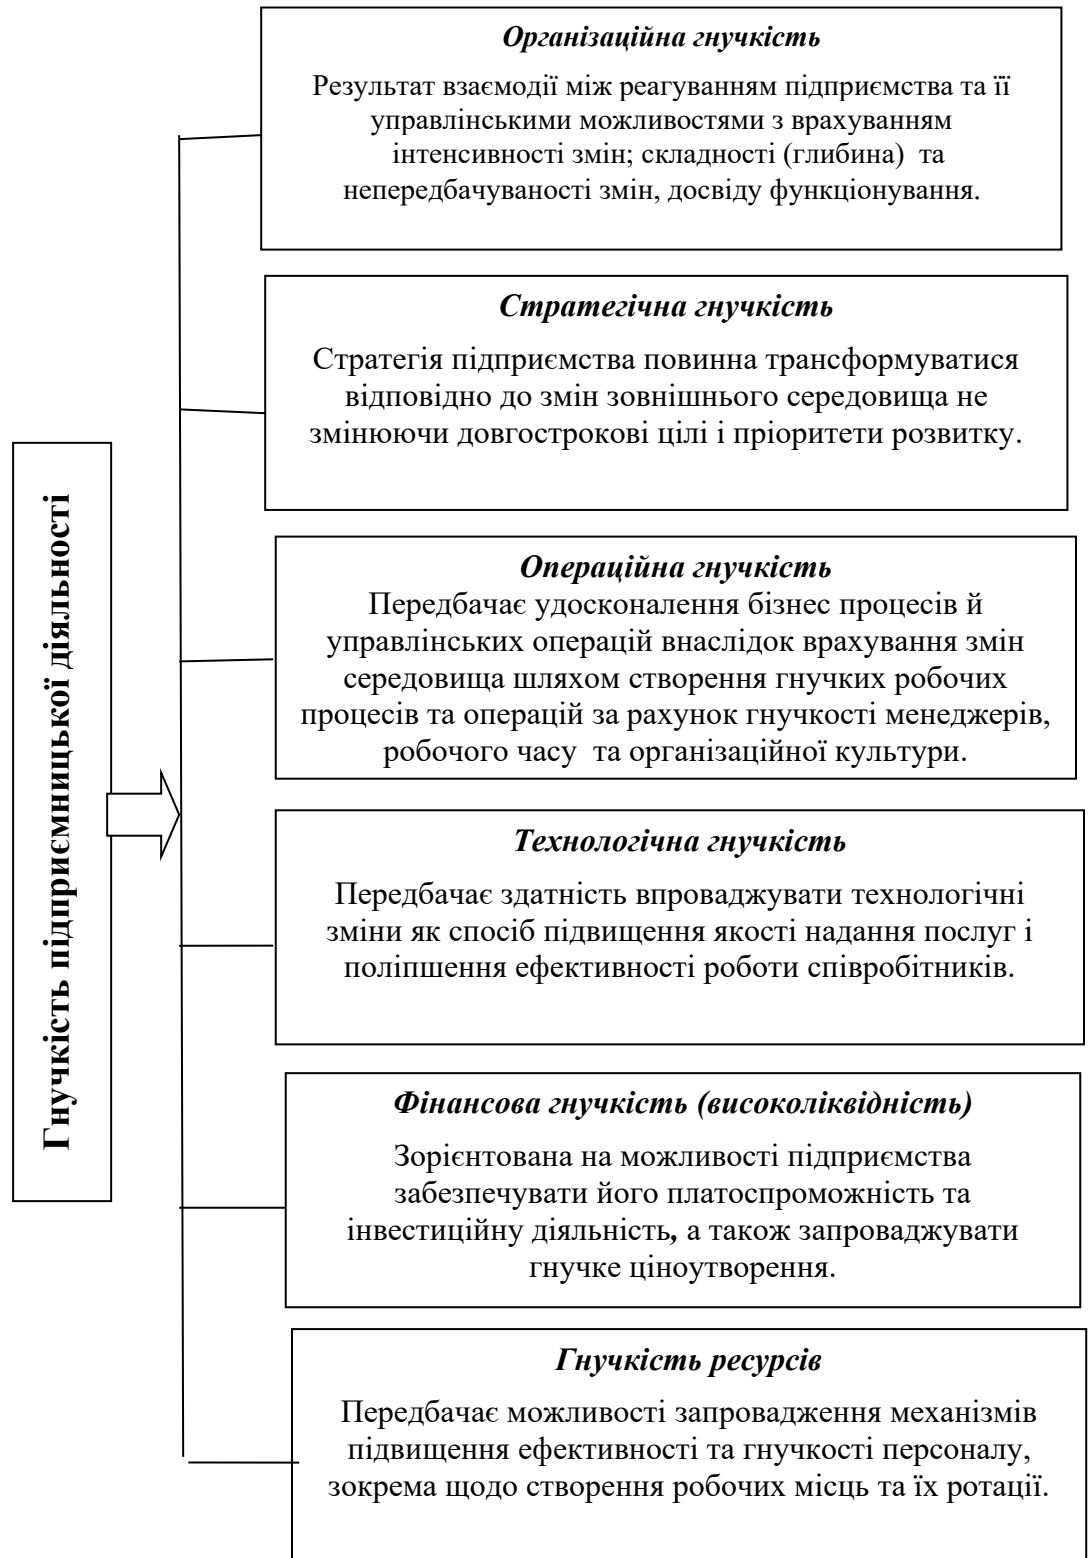 Організаційна гнучкість
Результат взаємодії між реагуванням підприємства та її
управлінськими можливостями з врахуванням
інтенсивності змін; складності (глибина) та
непередбачуваності змін, досвіду функціонування.
Стратегічна гнучкість
Стратегія підприємства повинна трансформуватися
відповідно до змін зовнішнього середовища не
змінюючи довгострокові цілі і пріоритети розвитку.
Гнучкість підприємницької діяльності
Операційна гнучкість
Передбачає удосконалення бізнес процесів й
управлінських операцій внаслідок врахування змін
середовища шляхом створення гнучких робочих
процесів та операцій за рахунок гнучкості менеджерів,
робочого часу та організаційної культури.
Технологічна гнучкість
Передбачає здатність впроваджувати технологічні
зміни як спосіб підвищення якості надання послуг і
поліпшення ефективності роботи співробітників.
Фінансова гнучкість (високоліквідність)
Зорієнтована на можливості підприємства
забезпечувати його платоспроможність та
інвестиційну діяльність, а також запроваджувати
гнучке ціноутворення.
Гнучкість ресурсів
Передбачає можливості запровадження механізмів
підвищення ефективності та гнучкості персоналу,
зокрема щодо створення робочих місць та їх ротації.